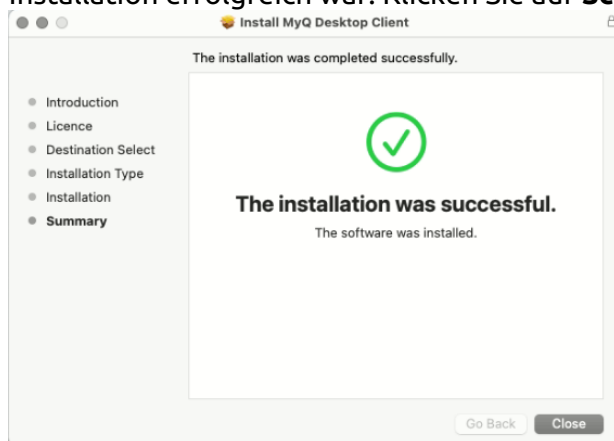 Installation erfolgreich war. Klicken Sie auf
Install MyQ Desktop Client
The installation was completed successfully.
Introduction
Licence
Destination Select
Installation Type
Installation
Summary
The installation was successful.
The software was installed.
Go Back
Close